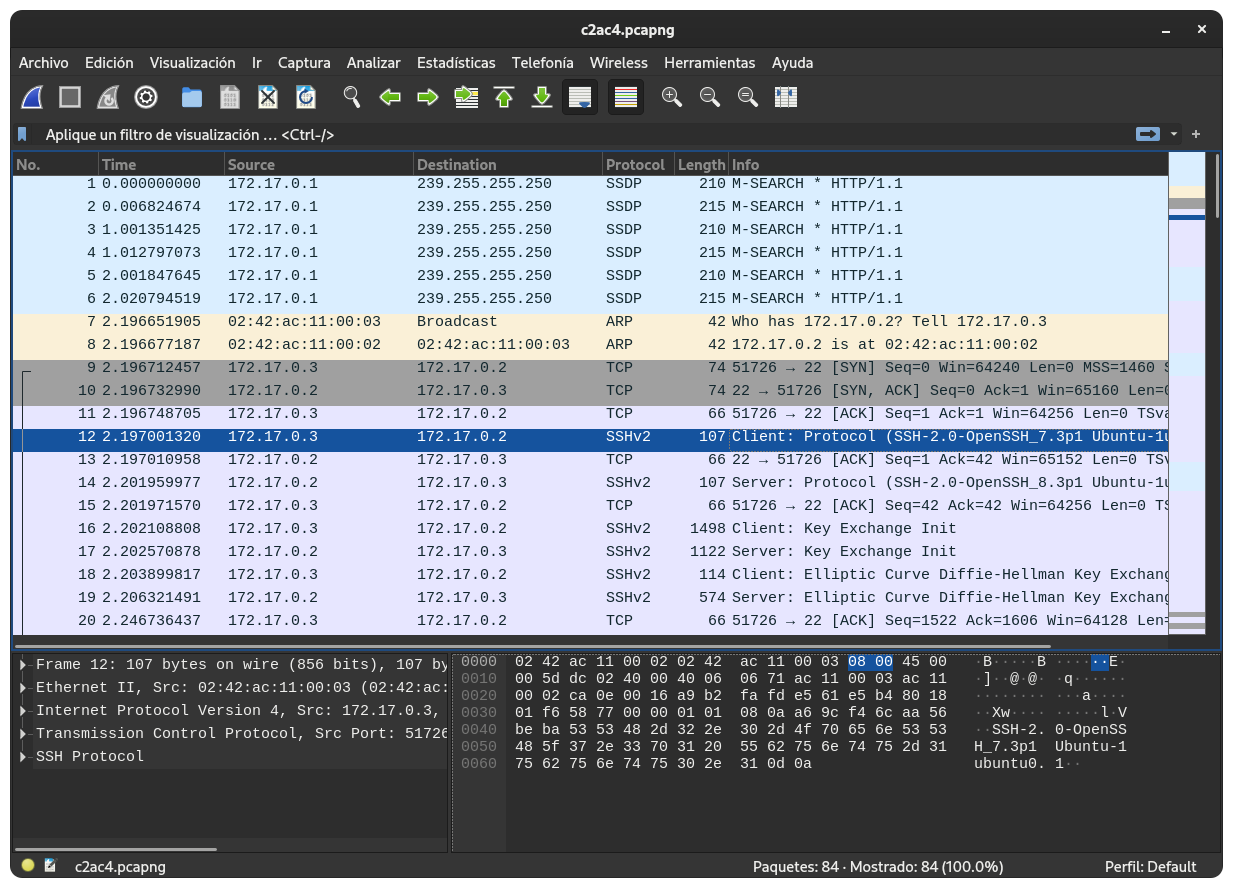 c2ac4.pcapng
Archivo Edición Visualización Ir Captura Analizar Estadísticas Telefonía Wireless Herramientas Ayuda
Aplique un filtro de visualización … <Ctrl-/>
No. Time Source Destination Protocol Length Info
1 0.000000000 172.17.0.1 239.255.255.250 SSDP 210 M-SEARCH * HTTP/1.1
2 0.006824674 172.17.0.1 239.255.255.250 SSDP 215 M-SEARCH * HTTP/1.1
3 1.001351425 172.17.0.1 239.255.255.250 SSDP 210 M-SEARCH * HTTP/1.1
4 1.012797073 172.17.0.1 239.255.255.250 SSDP 215 M-SEARCH * HTTP/1.1
5 2.001847645 172.17.0.1 239.255.255.250 SSDP 210 M-SEARCH * HTTP/1.1
6 2.020794519 172.17.0.1 239.255.255.250 SSDP 215 M-SEARCH * HTTP/1.1
7 2.196651905 02:42:ac:11:00:03 Broadcast ARP 42 Who has 172.17.0.2? Tell 172.17.0.3
8 2.196677187 02:42:ac:11:00:02 02:42:ac:11:00:03 ARP 42 172.17.0.2 is at 02:42:ac:11:00:02
9 2.196712457 172.17.0.3 172.17.0.2 TCP 74 51726 → 22 [SYN] Seq=0 Win=64240 Len=0 MSS=1460 S
10 2.196732990 172.17.0.2 172.17.0.3 TCP 74 22 → 51726 [SYN, ACK] Seq=0 Ack=1 Win=65160 Len=0
11 2.196748705 172.17.0.3 172.17.0.2 TCP 66 51726 → 22 [ACK] Seq=1 Ack=1 Win=64256 Len=0 TSva
12 2.197001320 172.17.0.3 172.17.0.2 SSHv2 107 Client: Protocol (SSH-2.0-OpenSSH_7.3p1 Ubuntu-1u
13 2.197010958 172.17.0.2 172.17.0.3 TCP 66 22 → 51726 [ACK] Seq=1 Ack=42 Win=65152 Len=0 TSv
14 2.201959977 172.17.0.2 172.17.0.3 SSHv2 107 Server: Protocol (SSH-2.0-OpenSSH_8.3p1 Ubuntu-1u
15 2.201971570 172.17.0.3 172.17.0.2 TCP 66 51726 → 22 [ACK] Seq=42 Ack=42 Win=64256 Len=0 TS
16 2.202108808 172.17.0.3 172.17.0.2 SSHv2 1498 Client: Key Exchange Init
17 2.202570878 172.17.0.2 172.17.0.3 SSHv2 1122 Server: Key Exchange Init
18 2.203899817 172.17.0.3 172.17.0.2 SSHv2 114 Client: Elliptic Curve Diffie-Hellman Key Exchang
19 2.206321491 172.17.0.2 172.17.0.3 SSHv2 574 Server: Elliptic Curve Diffie-Hellman Key Exchang
20 2.246736437 172.17.0.3 172.17.0.2 TCP 66 51726 → 22 [ACK] Seq=1522 Ack=1606 Win=64128 Len=
Frame 12: 107 bytes on wire (856 bits), 107 by
Ethernet II, Src: 02:42:ac:11:00:03 (02:42:ac:
Internet Protocol Version 4, Src: 172.17.0.3,
Transmission Control Protocol, Src Port: 51726
SSH Protocol
0000 02 42 ac 11 00 02 02 42 ac 11 00 03 08 00 45 00 ·B·····B ······E·
0010 00 5d dc 02 40 00 40 06 06 71 ac 11 00 03 ac 11 ·]··@·@· ·q······
0020 00 02 ca 0e 00 16 a9 b2 fa fd e5 61 e5 b4 80 18 ········ ···a····
0030 01 f6 58 77 00 00 01 01 08 0a a6 9c f4 6c aa 56 ··Xw···· ·····l·V
0040 be ba 53 53 48 2d 32 2e 30 2d 4f 70 65 6e 53 53 ··SSH-2. 0-OpenSS
0050 48 5f 37 2e 33 70 31 20 55 62 75 6e 74 75 2d 31 H_7.3p1 Ubuntu-1
0060 75 62 75 6e 74 75 30 2e 31 0d 0a ubuntu0. 1··
c2ac4.pcapng Paquetes: 84 · Mostrado: 84 (100.0%) Perfil: Default